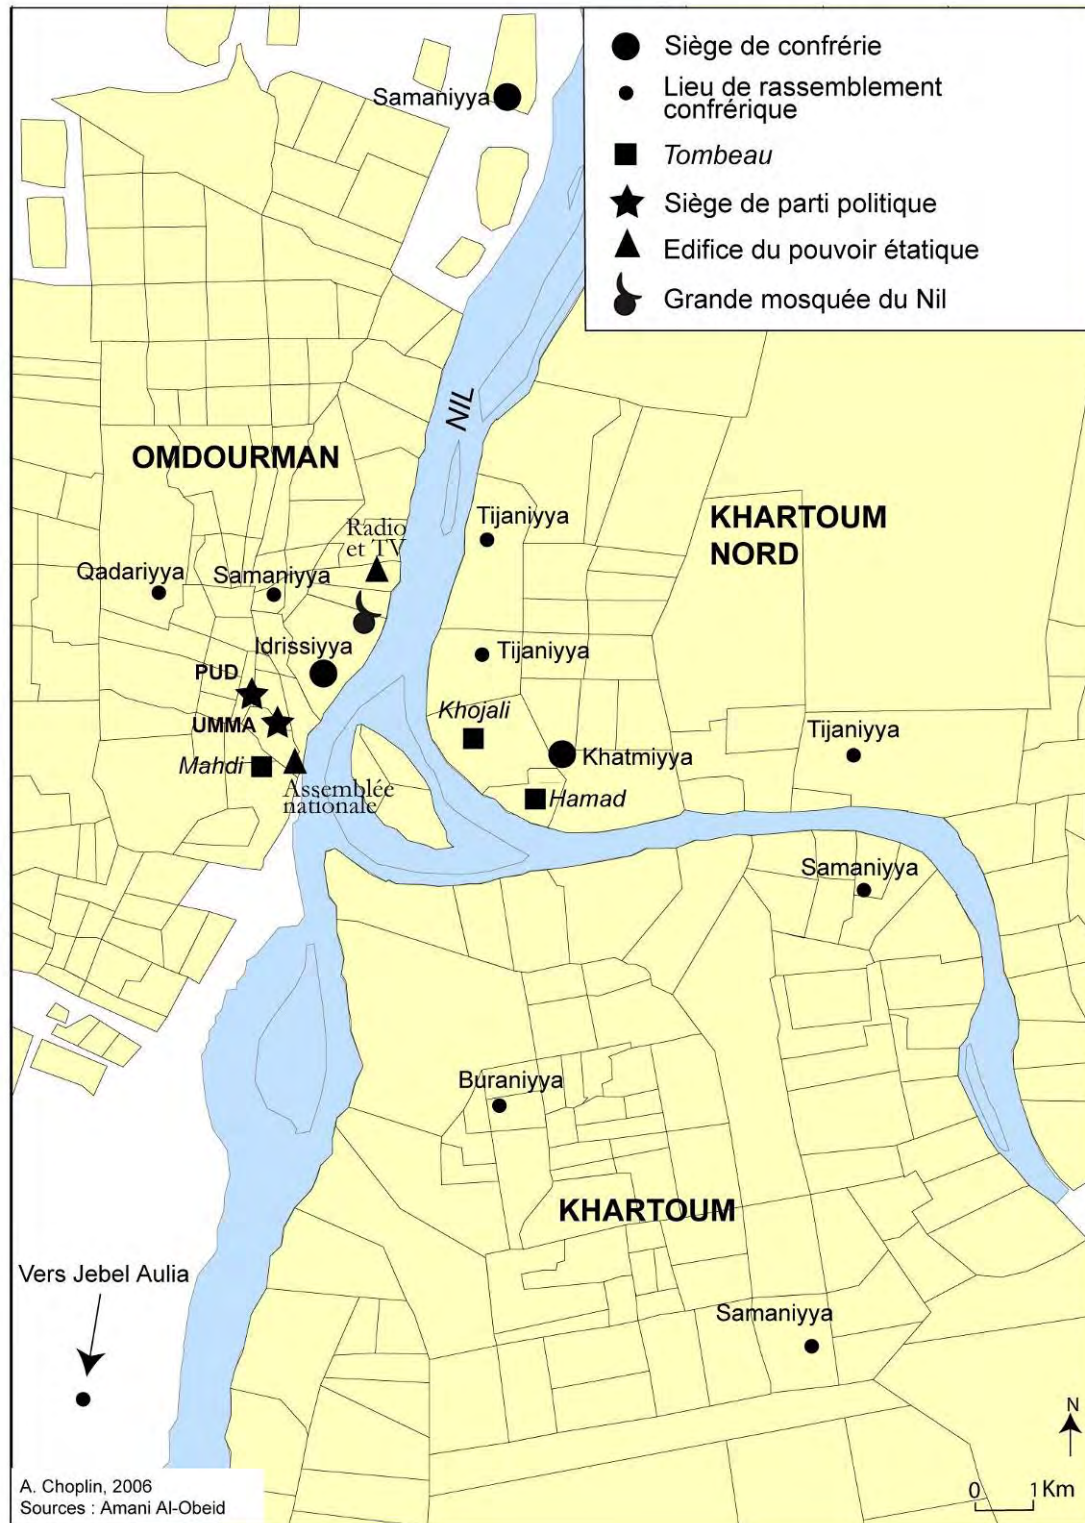 Siège de confrérie
Lieu de rassemblement
confrérique
Tombeau
Siège de parti politique
Edifice du pouvoir étatique
Grande mosquée du Nil
Samaniyya
NIL
OMDOURMAN
KHARTOUM
NORD
Radio
et TV
Tijaniyya
Qadariyya
Samaniyya
Idrissiyya
Tijaniyya
PUD
UMMA
Khojali
Mahdi
Khatmiyya
Tijaniyya
Assemblée
nationale
Hamad
Samaniyya
Buraniyya
KHARTOUM
Vers Jebel Aulia
Samaniyya
N
A. Choplin, 2006
Sources : Amani Al-Obeid
0 1 Km